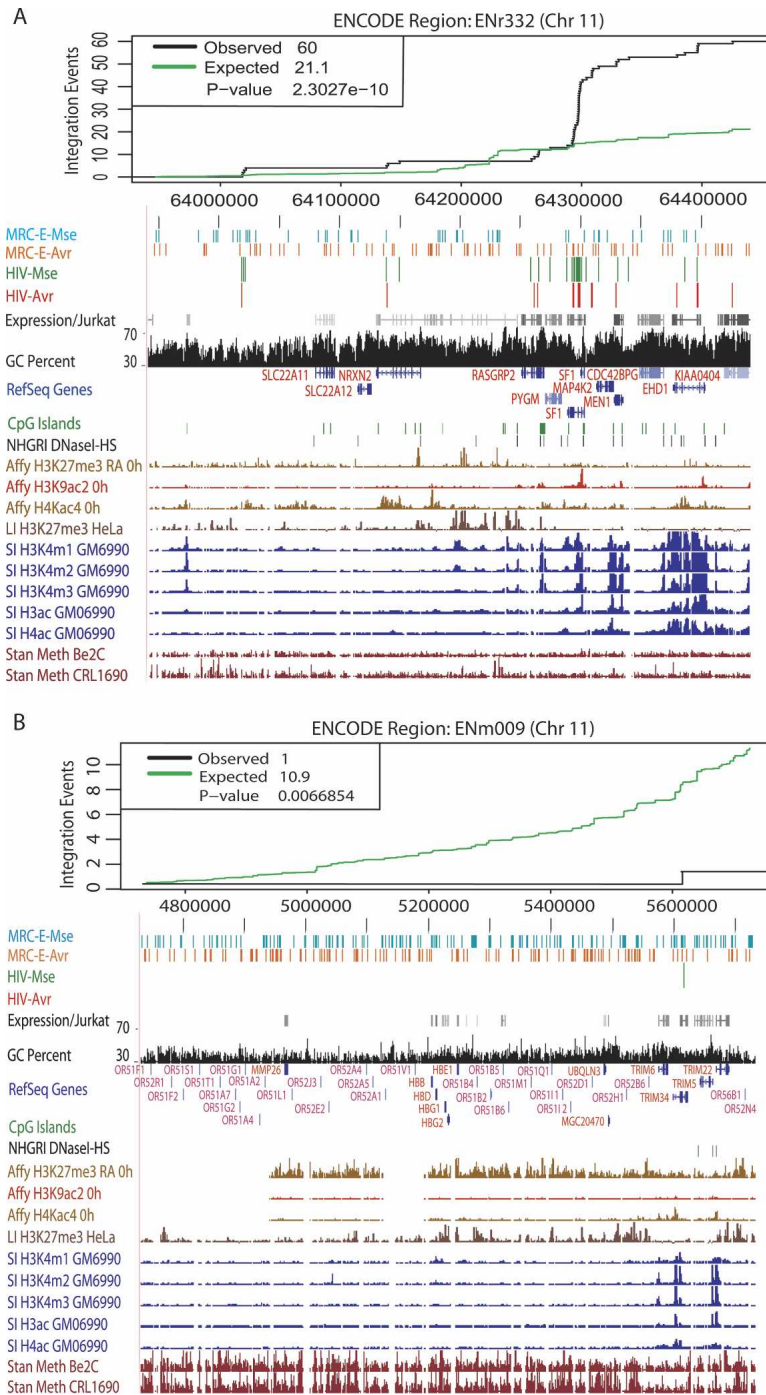 A
ENCODE Region: ENr332 (Chr 11)
Integration Events
60
50
40
30
20
10
0
Observed 60
Expected 21.1
P−value 2.3027e−10
64000000 64100000 64200000 64300000 64400000
MRC-E-Mse
MRC-E-Avr
HIV-Mse
HIV-Avr
Expression/Jurkat
70
GC Percent
30
SLC22A11 NRXN2 RASGRP2 SF1 CDC42BPG KIAA0404
RefSeq Genes
SLC22A12 MAP4K2 EHD1
PYGM MEN1
SF1
CpG Islands
NHGRI DNaseI-HS
Affy H3K27me3 RA 0h
Affy H3K9ac2 0h
Affy H4Kac4 0h
LI H3K27me3 HeLa
SI H3K4m1 GM6990
SI H3K4m2 GM6990
SI H3K4m3 GM6990
SI H3ac GM06990
SI H4ac GM06990
Stan Meth Be2C
Stan Meth CRL1690
B
ENCODE Region: ENm009 (Chr 11)
Integration Events
10
8
6
4
2
0
Observed 1
Expected 10.9
P−value 0.0066854
4800000 5000000 5200000 5400000 5600000
MRC-E-Mse
MRC-E-Avr
HIV-Mse
HIV-Avr
Expression/Jurkat
70
GC Percent
30
OR51F1 OR51S1 OR51G1 MMP26 OR52A4 OR51V1 HBE1 OR51B5 OR51Q1 UBQLN3 TRIM6 TRIM22
OR52R1 OR51T1 OR51A2 OR52J3 OR52A5 HBB OR51B4 OR51M1 OR52D1 OR52B6 TRIM5
RefSeq Genes
OR51F2 OR51A7 OR51L1 OR52A1 HBD OR51B2 OR51I1 OR52H1 TRIM34 OR56B1
OR51G2 OR52E2 HBG1 OR51B6 OR51I2 OR52N4
OR51A4 HBG2 MGC20470
CpG Islands
NHGRI DNaseI-HS
Affy H3K27me3 RA 0h
Affy H3K9ac2 0h
Affy H4Kac4 0h
LI H3K27me3 HeLa
SI H3K4m1 GM6990
SI H3K4m2 GM6990
SI H3K4m3 GM6990
SI H3ac GM06990
SI H4ac GM06990
Stan Meth Be2C
Stan Meth CRL1690